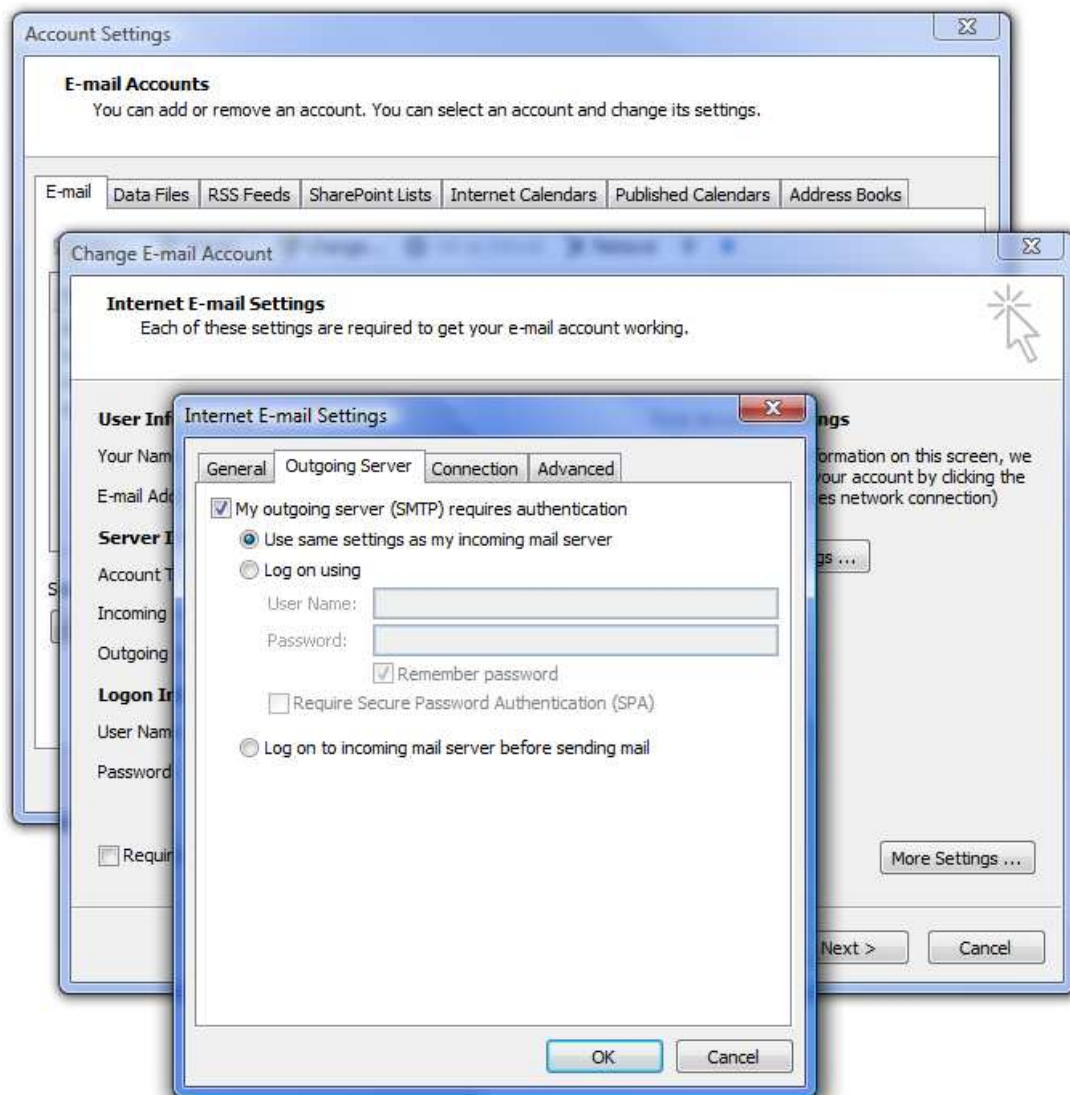 Account Settings
E-mail Accounts
You can add or remove an account. You can select an account and change its settings.
E-mail Data Files RSS Feeds SharePoint Lists Internet Calendars Published Calendars Address Books
Change E-mail Account
Internet E-mail Settings
Each of these settings are required to get your e-mail account working.
Internet E-mail Settings
General Outgoing Server Connection Advanced
My outgoing server (SMTP) requires authentication
Use same settings as my incoming mail server
Log on using
User Name:
Password:
Remember password
Require Secure Password Authentication (SPA)
Log on to incoming mail server before sending mail
OK Cancel
User Inf
Your Nam
E-mail Add
Server I
Account T
Incoming
Outgoing
Logon In
User Nam
Password
Requir
ngs
ormation on this screen, we
your account by clicking the
es network connection)
gs ...
More Settings ...
Next > Cancel